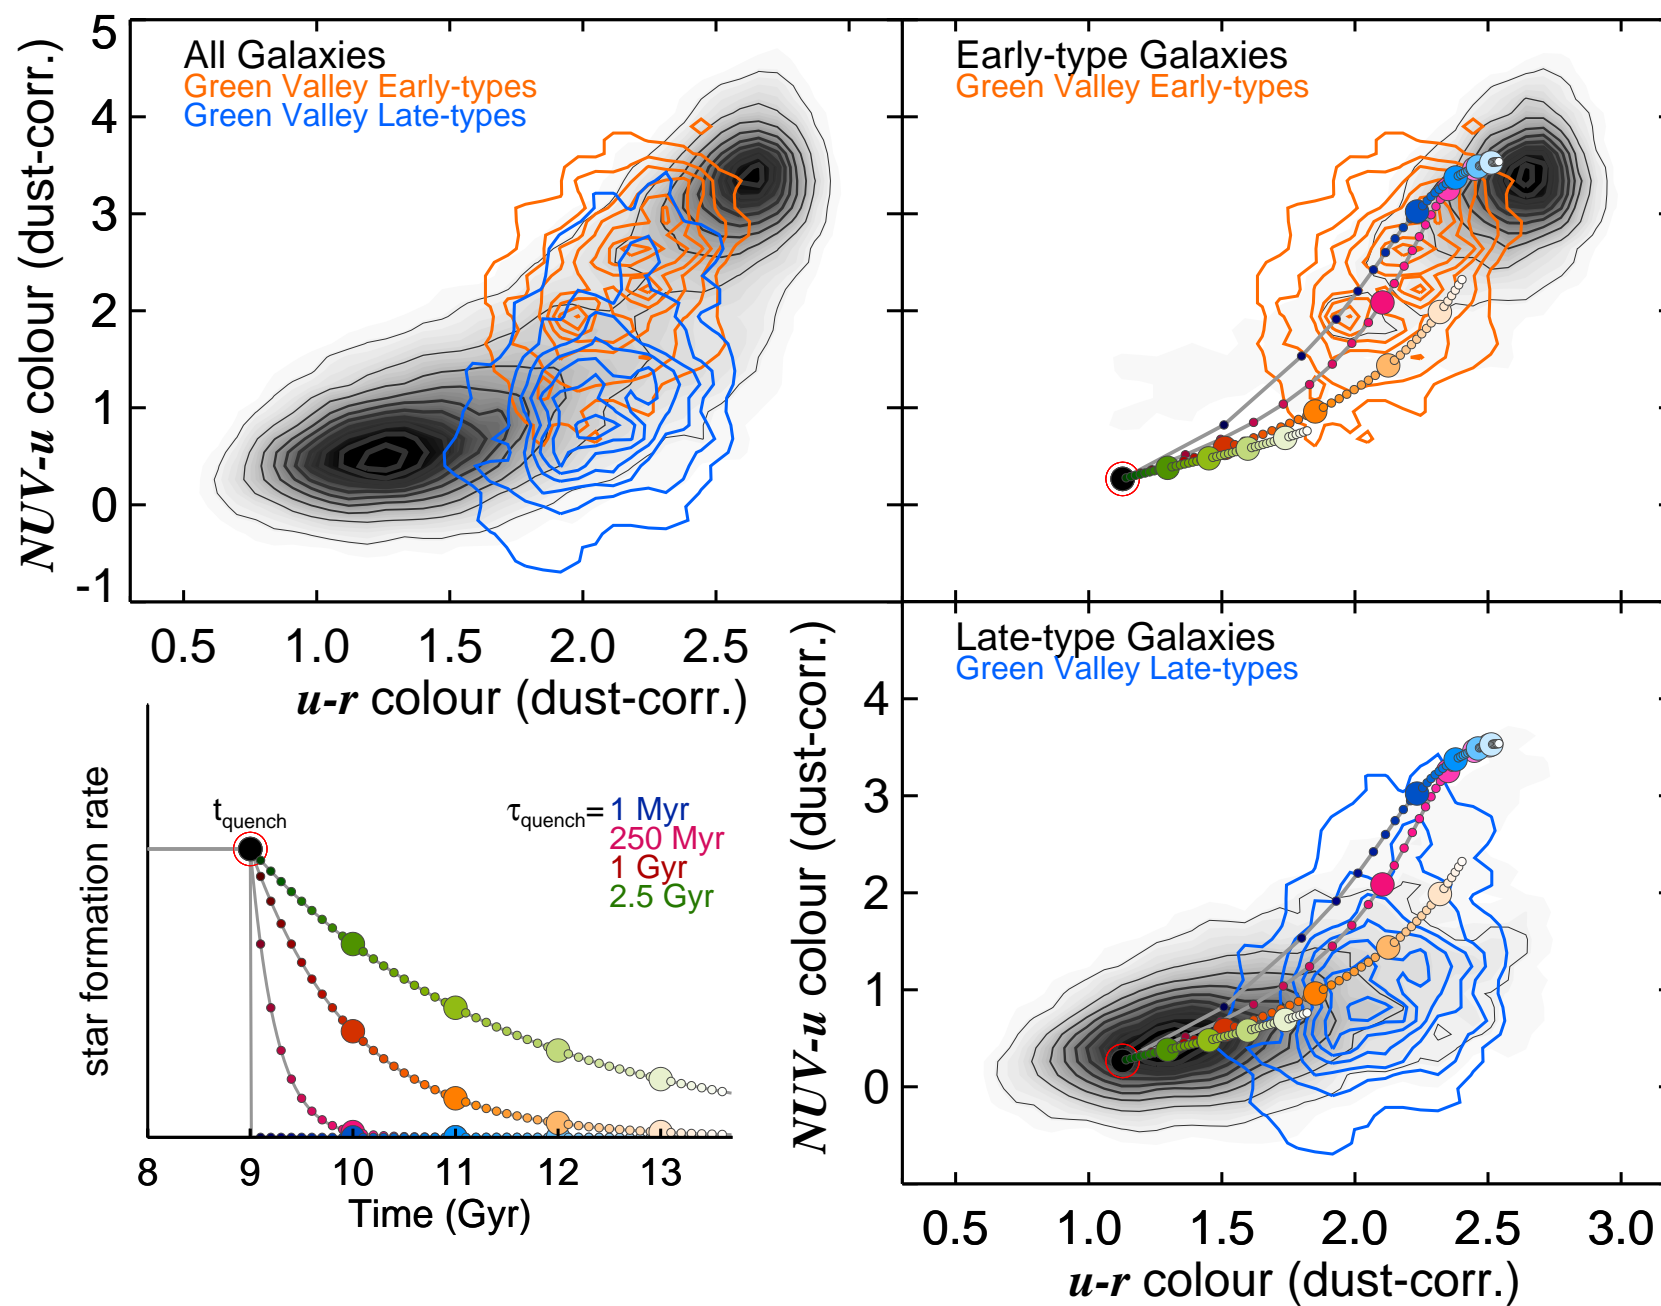 All Galaxies
Green Valley Early-types
Green Valley Late-types
5
4
3
2
1
0
-1
NUV-u colour (dust-corr.)
0.5 1.0 1.5 2.0 2.5
u-r colour (dust-corr.)
Early-type Galaxies
Green Valley Early-types
Late-type Galaxies
Green Valley Late-types
4
3
2
1
0
NUV-u colour (dust-corr.)
0.5 1.0 1.5 2.0 2.5 3.0
u-r colour (dust-corr.)
star formation rate
tquench
τquench= 1 Myr
250 Myr
1 Gyr
2.5 Gyr
8 9 10 11 12 13
Time (Gyr)